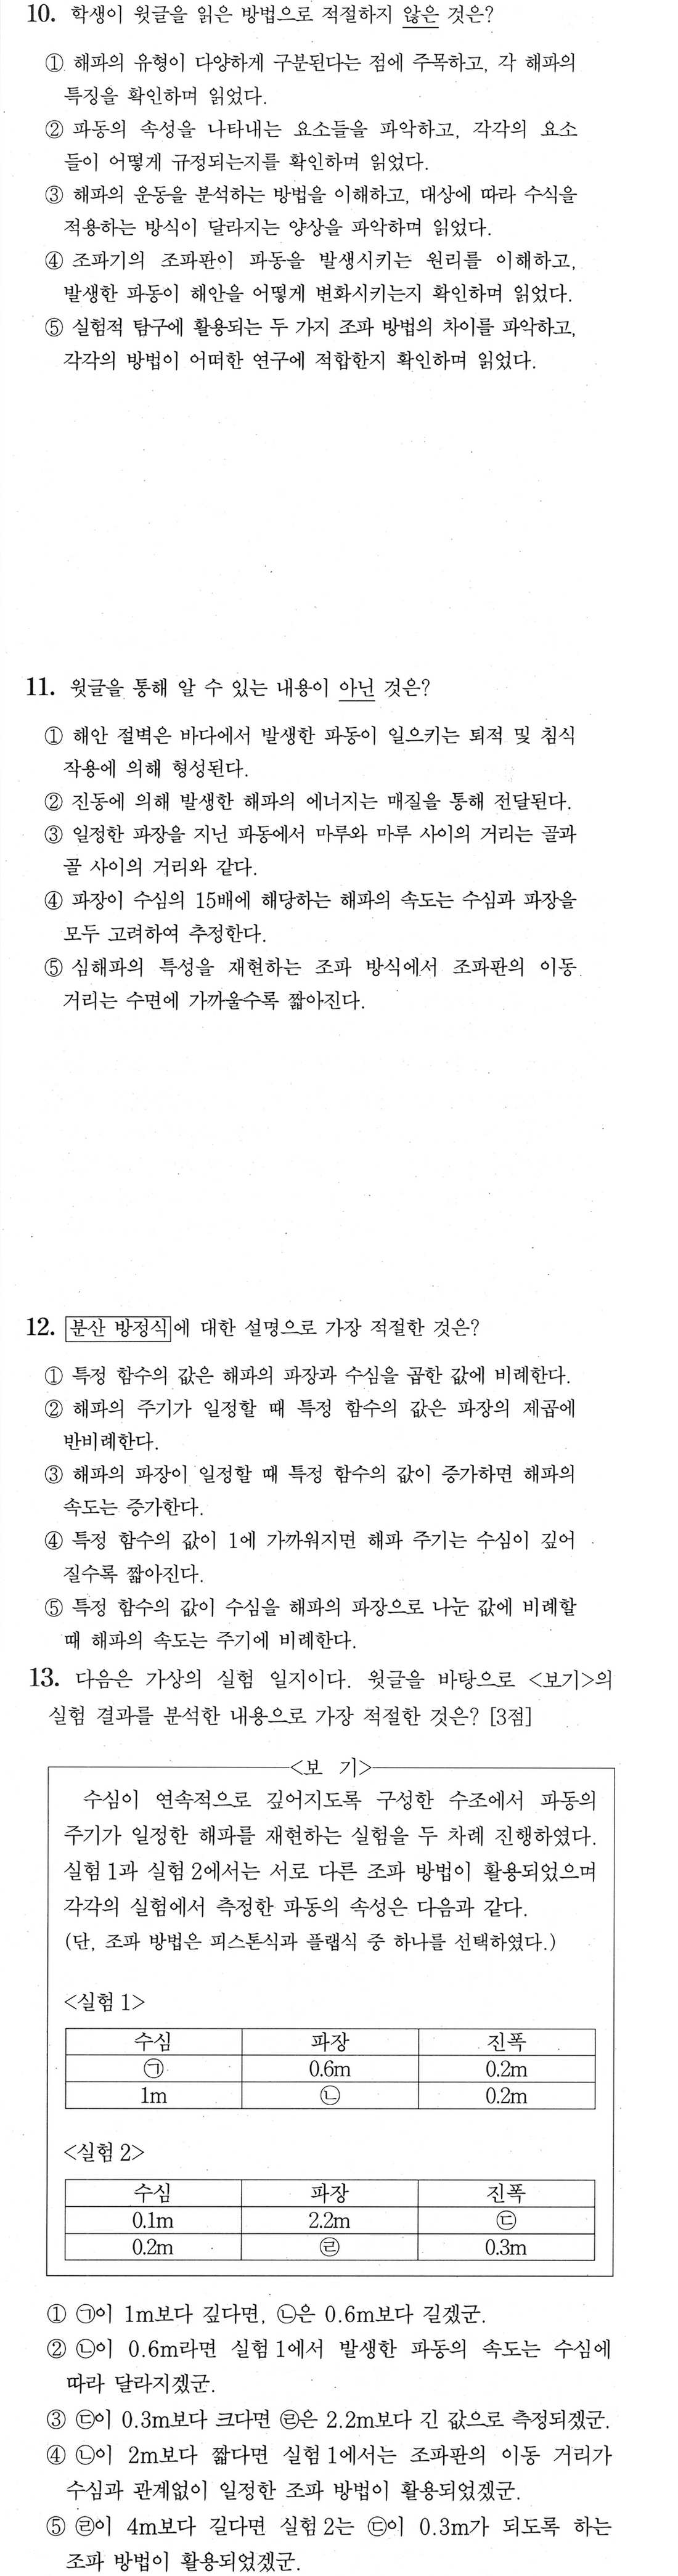 10. 학생이 윗글을 읽은 방법으로 적절하지 않은 것은?
① 해파의 유형이 다양하게 구분된다는 점에 주목하고, 각 해파의
특징을 확인하며 읽었다.
② 파동의 속성을 나타내는 요소들을 파악하고, 각각의 요소
들이 어떻게 규정되는지를 확인하며 읽었다.
③ 해파의 운동을 분석하는 방법을 이해하고, 대상에 따라 수식을
적용하는 방식이 달라지는 양상을 파악하며 읽었다.
④ 조파기의 조파판이 파동을 발생시키는 원리를 이해하고,
발생한 파동이 해안을 어떻게 변화시키는지 확인하며 읽었다.
⑤ 실험적 탐구에 활용되는 두 가지 조파 방법의 차이를 파악하고,
각각의 방법이 어떠한 연구에 적합한지 확인하며 읽었다.
11. 윗글을 통해 알 수 있는 내용이 아닌 것은?
① 해안 절벽은 바다에서 발생한 파동이 일으키는 퇴적 및 침식
작용에 의해 형성된다.
② 진동에 의해 발생한 해파의 에너지는 매질을 통해 전달된다.
③ 일정한 파장을 지닌 파동에서 마루와 마루 사이의 거리는 골과
골 사이의 거리와 같다.
④ 파장이 수심의 15배에 해당하는 해파의 속도는 수심과 파장을
모두 고려하여 추정한다.
⑤ 심해파의 특성을 재현하는 조파 방식에서 조파판의 이동
거리는 수면에 가까울수록 짧아진다.
12. 분산 방정식에 대한 설명으로 가장 적절한 것은?
① 특정 함수의 값은 해파의 파장과 수심을 곱한 값에 비례한다.
② 해파의 주기가 일정할 때 특정 함수의 값은 파장의 제곱에
반비례한다.
③ 해파의 파장이 일정할 때 특정 함수의 값이 증가하면 해파의
속도는 증가한다.
④ 특정 함수의 값이 1에 가까워지면 해파 주기는 수심이 깊어
질수록 짧아진다.
⑤ 특정 함수의 값이 수심을 해파의 파장으로 나눈 값에 비례할
때 해파의 속도는 주기에 비례한다.
13. 다음은 가상의 실험 일지이다. 윗글을 바탕으로 <보기>의
실험 결과를 분석한 내용으로 가장 적절한 것은? [3점]
<보 기>
수심이 연속적으로 깊어지도록 구성한 수조에서 파동의
주기가 일정한 해파를 재현하는 실험을 두 차례 진행하였다.
실험 1과 실험 2에서는 서로 다른 조파 방법이 활용되었으며
각각의 실험에서 측정한 파동의 속성은 다음과 같다.
(단, 조파 방법은 피스톤식과 플랩식 중 하나를 선택하였다.)
<실험 1>
수심 파장 진폭
㉠ 0.6m 0.2m
1m ㉡ 0.2m
<실험 2>
수심 파장 진폭
0.1m 2.2m ㉢
0.2m ㉣ 0.3m
① ㉠이 1m보다 깊다면, ㉡은 0.6m보다 길겠군.
② ㉡이 0.6m라면 실험 1에서 발생한 파동의 속도는 수심에
따라 달라지겠군.
③ ㉢이 0.3m보다 크다면 ㉣은 2.2m보다 긴 값으로 측정되겠군.
④ ㉡이 2m보다 짧다면 실험 1에서는 조파판의 이동 거리가
수심과 관계없이 일정한 조파 방법이 활용되었겠군.
⑤ ㉣이 4m보다 길다면 실험 2는 ㉢이 0.3m가 되도록 하는
조파 방법이 활용되었겠군.